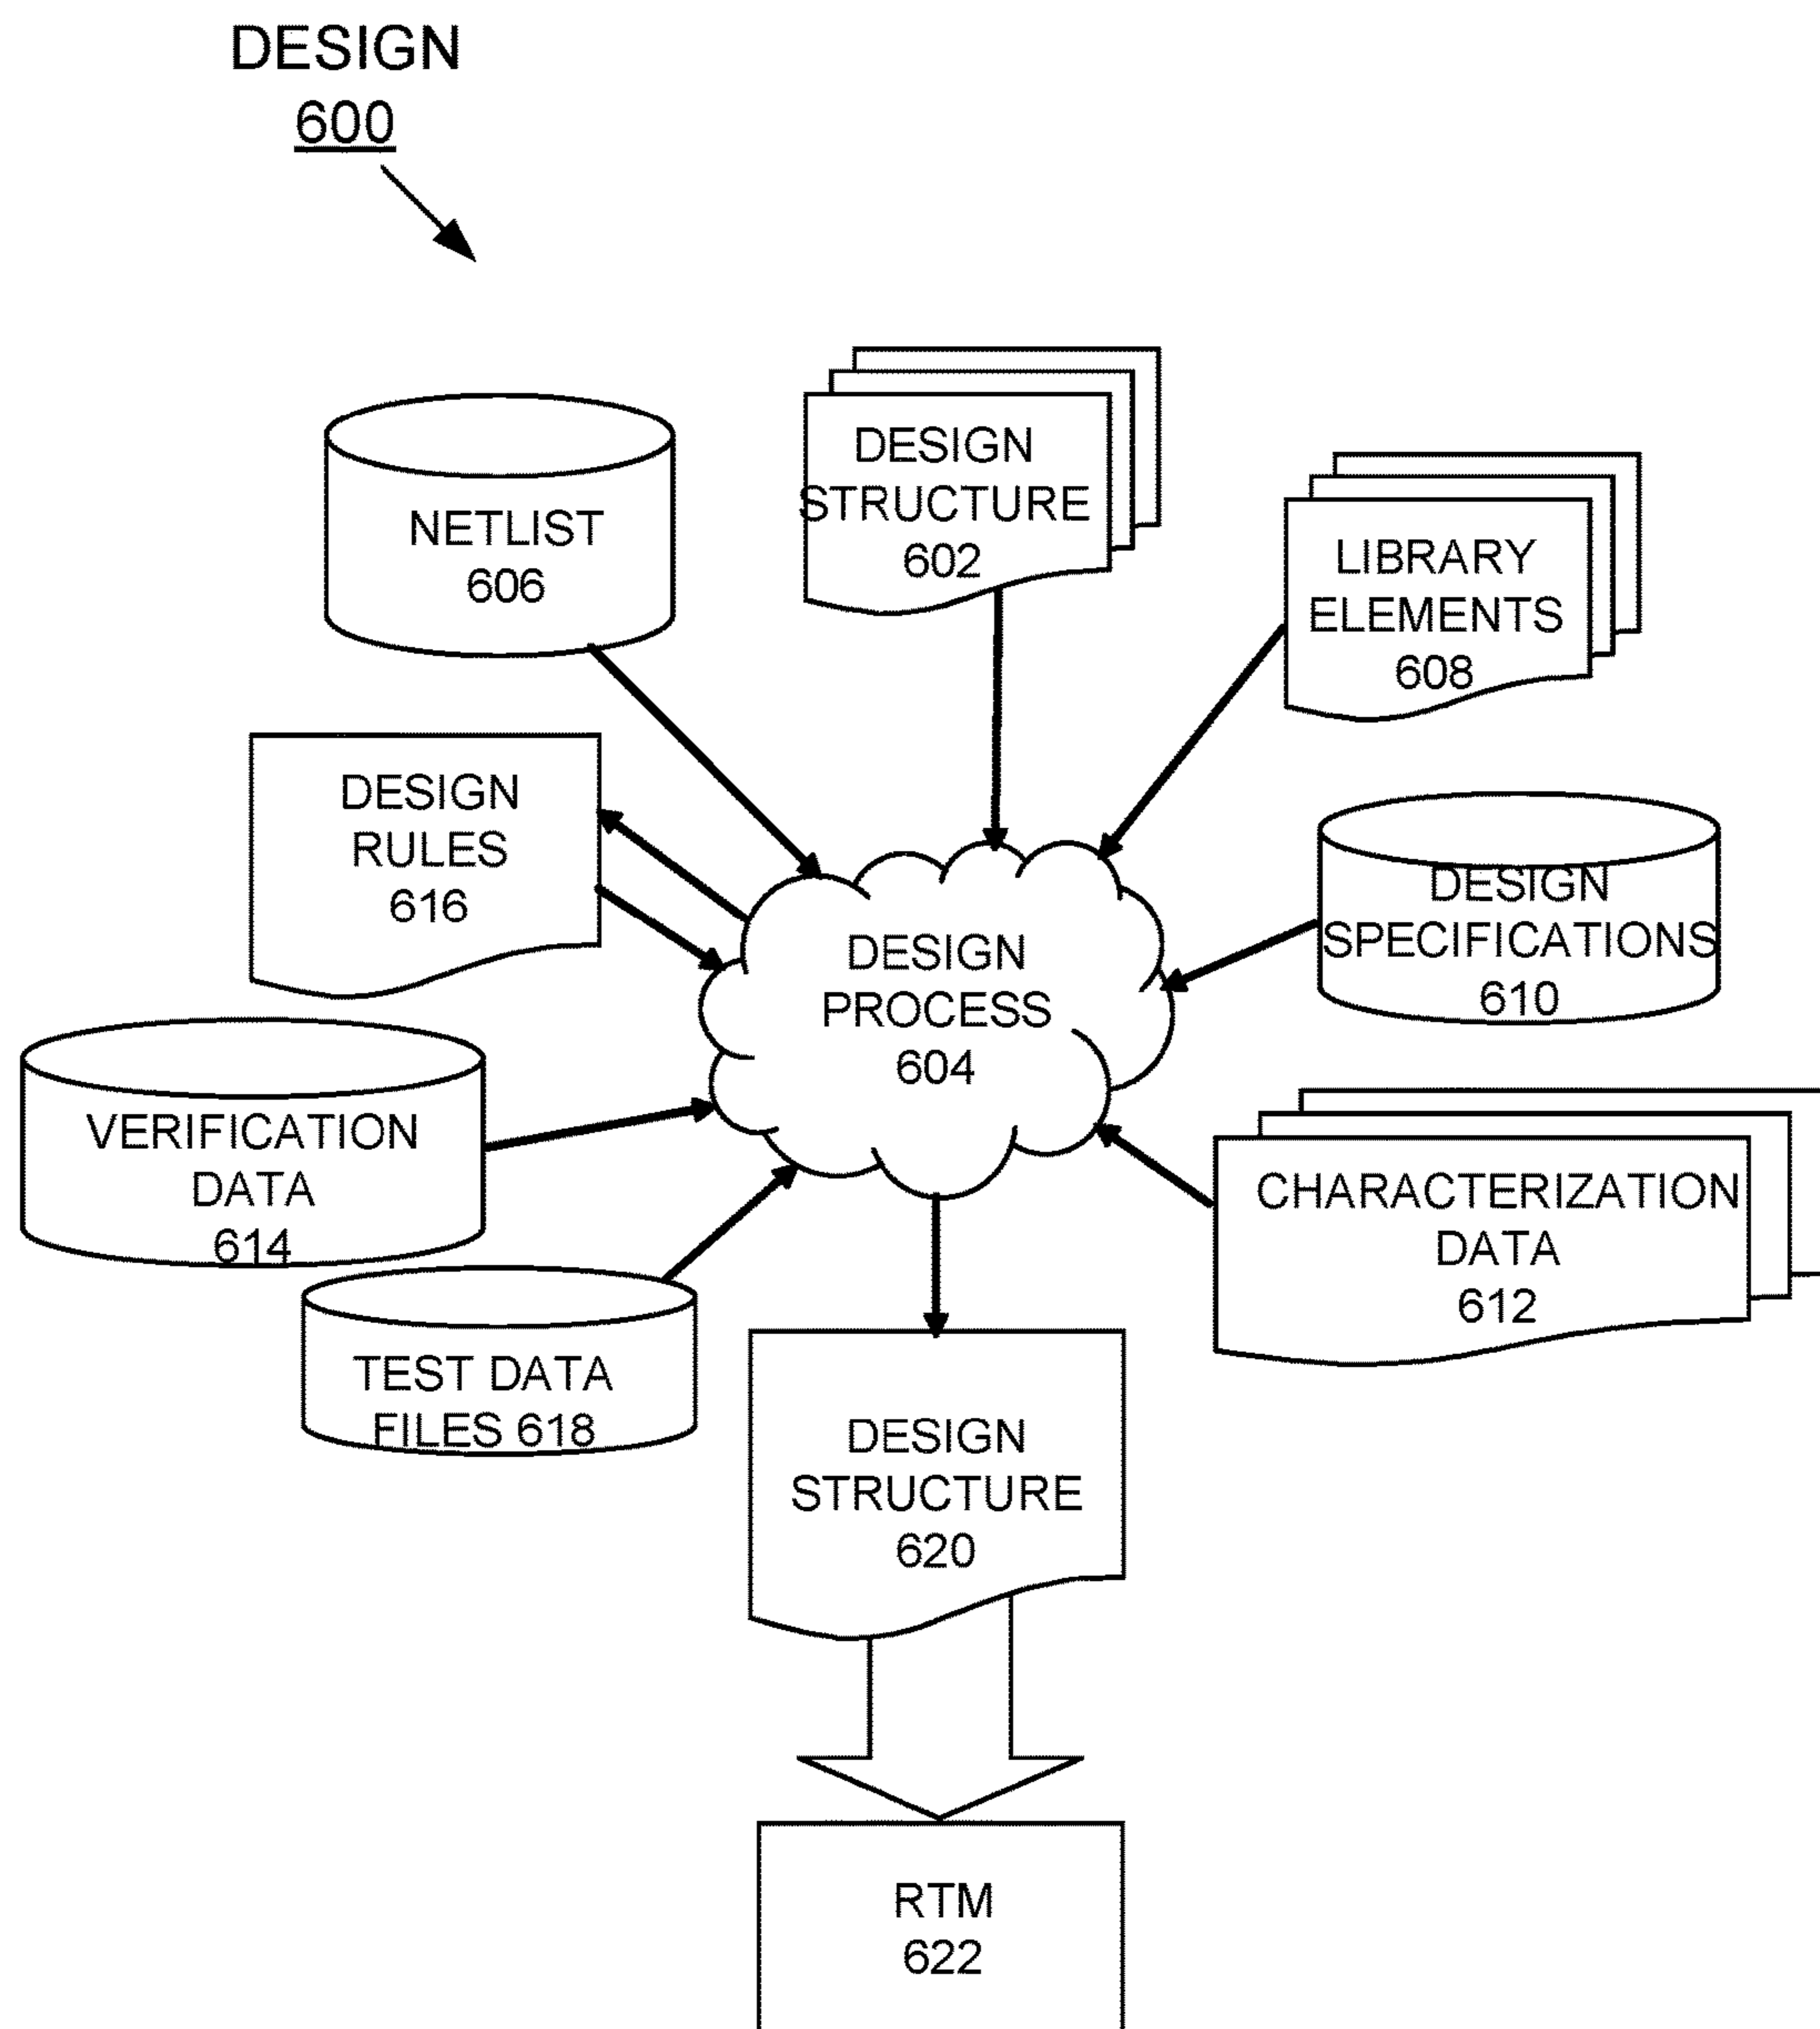 DESIGN
600
DESIGN
STRUCTURE
602
NETLIST
606
LIBRARY
ELEMENTS
608
DESIGN
RULES
616
DESIGN
SPECIFICATIONS
610
DESIGN
PROCESS
604
VERIFICATION
DATA
614
CHARACTERIZATION
DATA
612
TEST DATA
FILES 618
DESIGN
STRUCTURE
620
RTM
622